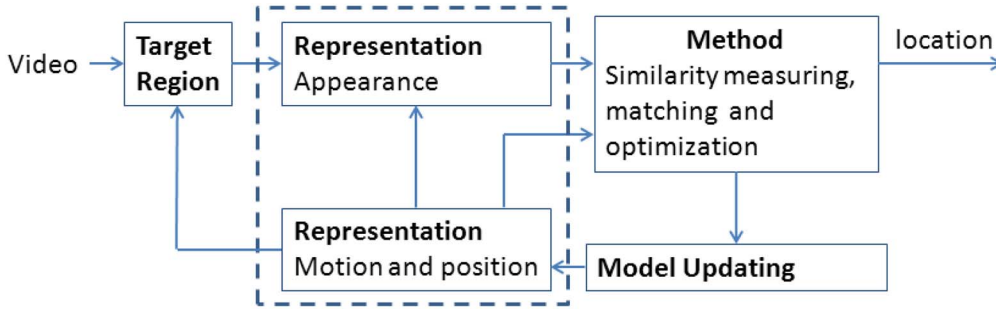 Video
Target
Region
Representation
Appearance
Method
Similarity measuring,
matching and
optimization
location
Representation
Motion and position
Model Updating